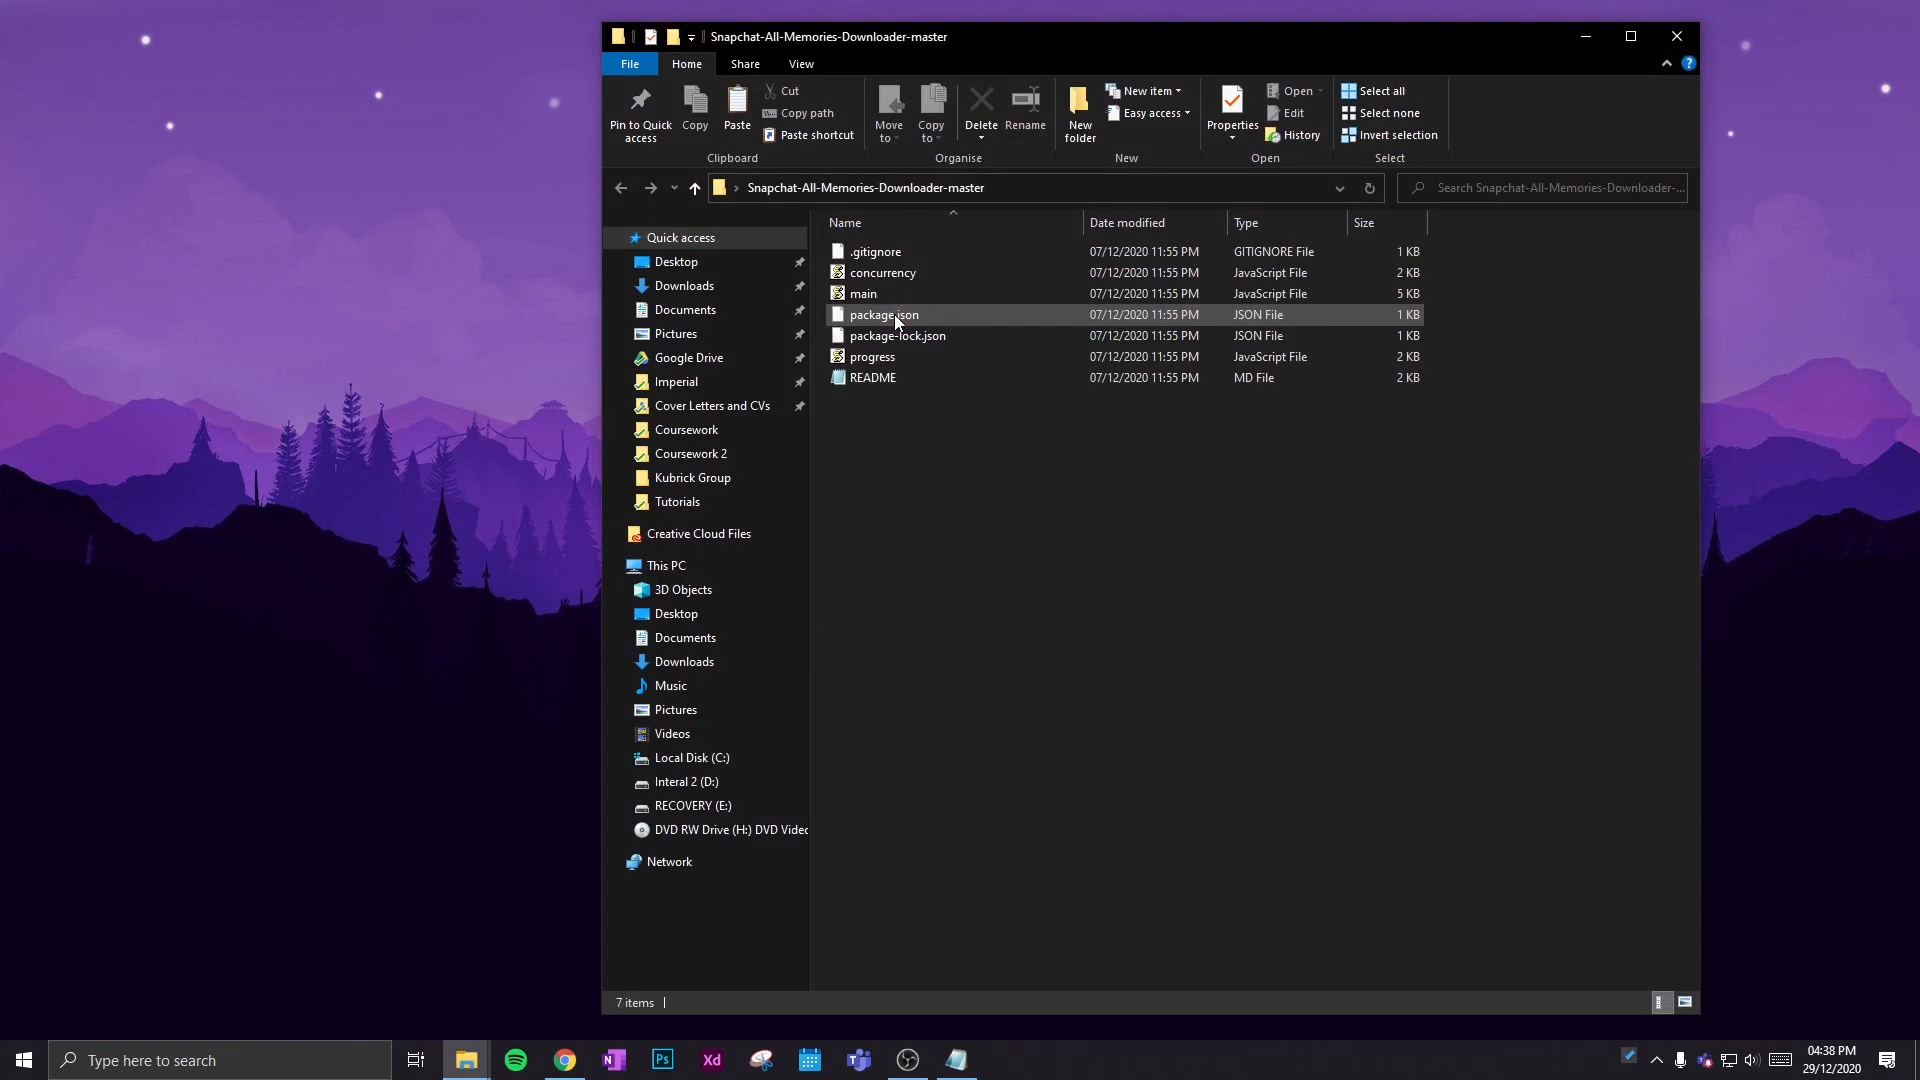 Snapchat-All-Memories-Downloader-master
File Home Share View
Pin to Quick access
Copy
Paste
Cut
Copy path
Paste shortcut
Clipboard
Move to
Copy to
Delete
Rename
Organise
New folder
New item
Easy access
New
Properties
Open
Edit
History
Open
Select all
Select none
Invert selection
Select
Snapchat-All-Memories-Downloader-master
Search Snapchat-All-Memories-Downloader-...
Name Date modified Type Size
.gitignore 07/12/2020 11:55 PM GITIGNORE File 1 KB
concurrency 07/12/2020 11:55 PM JavaScript File 2 KB
main 07/12/2020 11:55 PM JavaScript File 5 KB
package.json 07/12/2020 11:55 PM JSON File 1 KB
package-lock.json 07/12/2020 11:55 PM JSON File 1 KB
progress 07/12/2020 11:55 PM JavaScript File 2 KB
README 07/12/2020 11:55 PM MD File 2 KB
Quick access
Desktop
Downloads
Documents
Pictures
Google Drive
Imperial
Cover Letters and CVs
Coursework
Coursework 2
Kubrick Group
Tutorials
Creative Cloud Files
This PC
3D Objects
Desktop
Documents
Downloads
Music
Pictures
Videos
Local Disk (C:)
Interal 2 (D:)
RECOVERY (E:)
DVD RW Drive (H:) DVD Video
Network
7 items
Type here to search
Ps
Xd
04:38 PM
29/12/2020